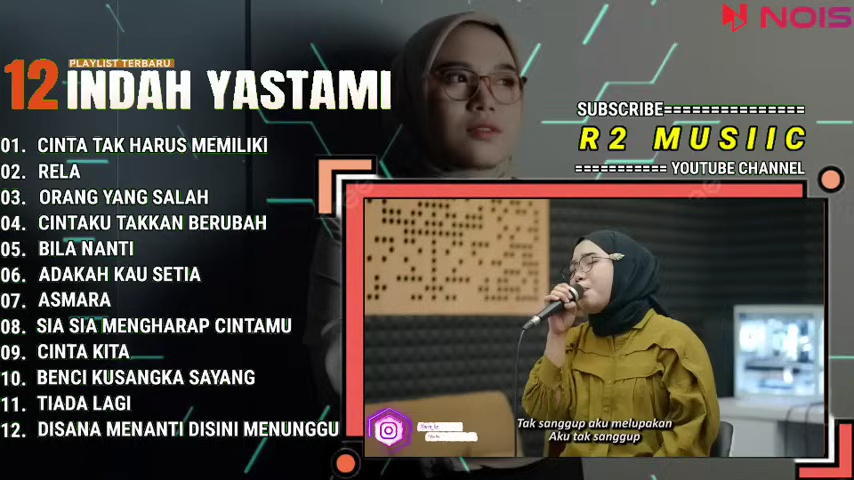 NOIS
PLAYLIST TERBARU
12 INDAH YASTAMI
SUBSCRIBE===============
R2 MUSIIC
=========== YOUTUBE CHANNEL
01. CINTA TAK HARUS MEMILIKI
02. RELA
03. ORANG YANG SALAH
04. CINTAKU TAKKAN BERUBAH
05. BILA NANTI
06. ADAKAH KAU SETIA
07. ASMARA
08. SIA SIA MENGHARAP CINTAMU
09. CINTA KITA
10. BENCI KUSANGKA SAYANG
11. TIADA LAGI
12. DISANA MENANTI DISINI MENUNGGU
Tak sanggup aku melupakan
Aku tak sanggup